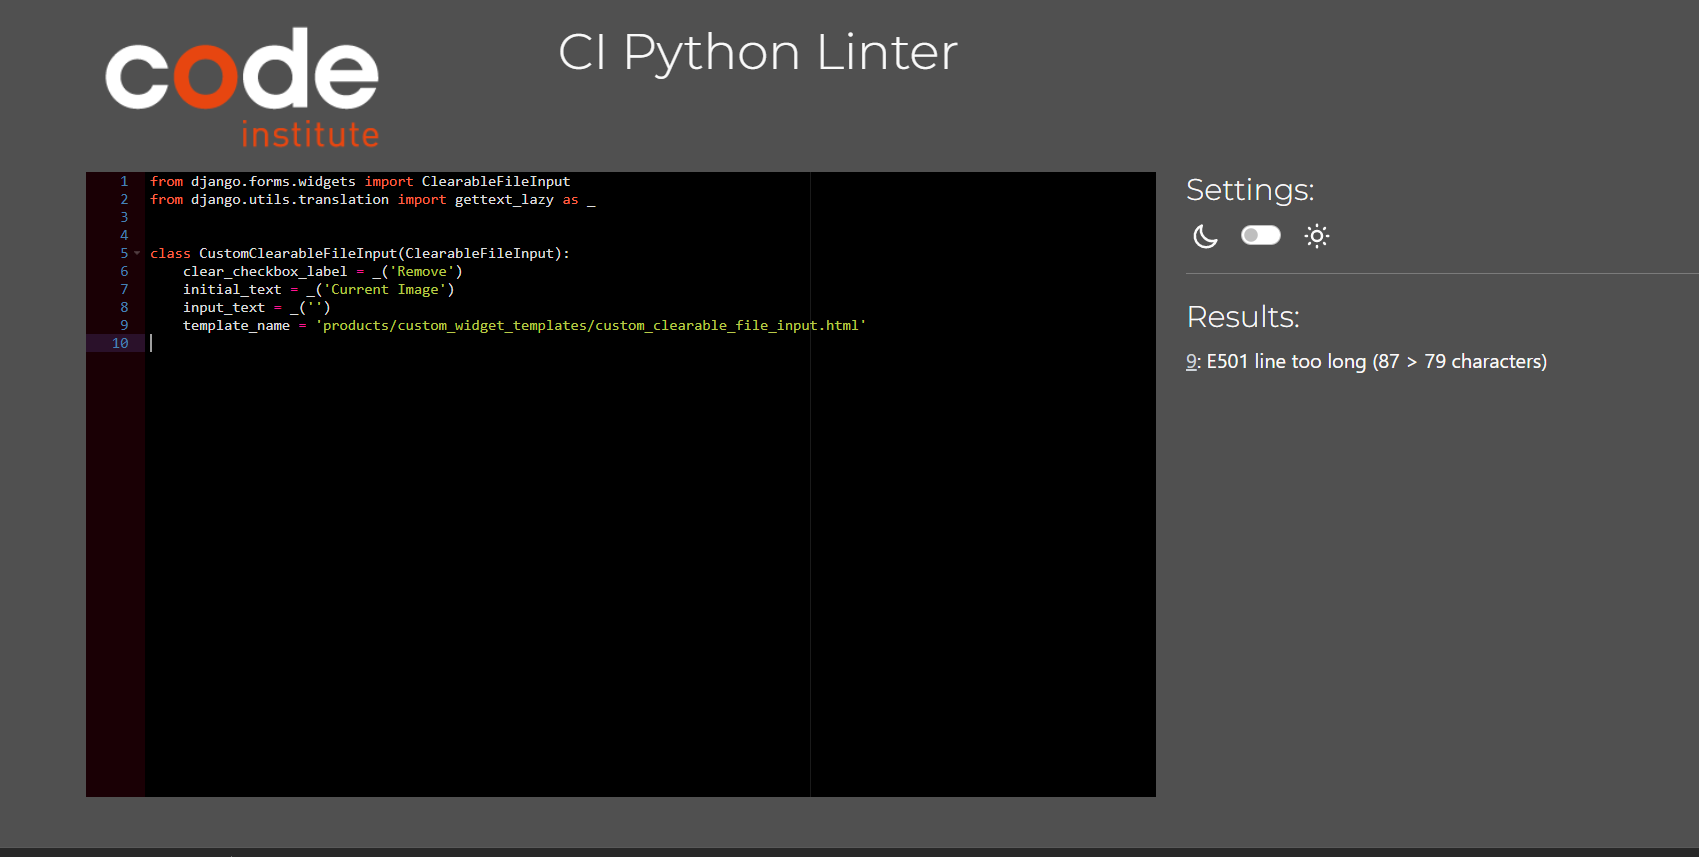 code
institute
CI Python Linter
1 from django.forms.widgets import ClearableFileInput
2 from django.utils.translation import gettext_lazy as _
3
4
5 class CustomClearableFileInput(ClearableFileInput):
6     clear_checkbox_label = _('Remove')
7     initial_text = _('Current Image')
8     input_text = _('')
9     template_name = 'products/custom_widget_templates/custom_clearable_file_input.html'
10
Settings:
Results:
9: E501 line too long (87 > 79 characters)